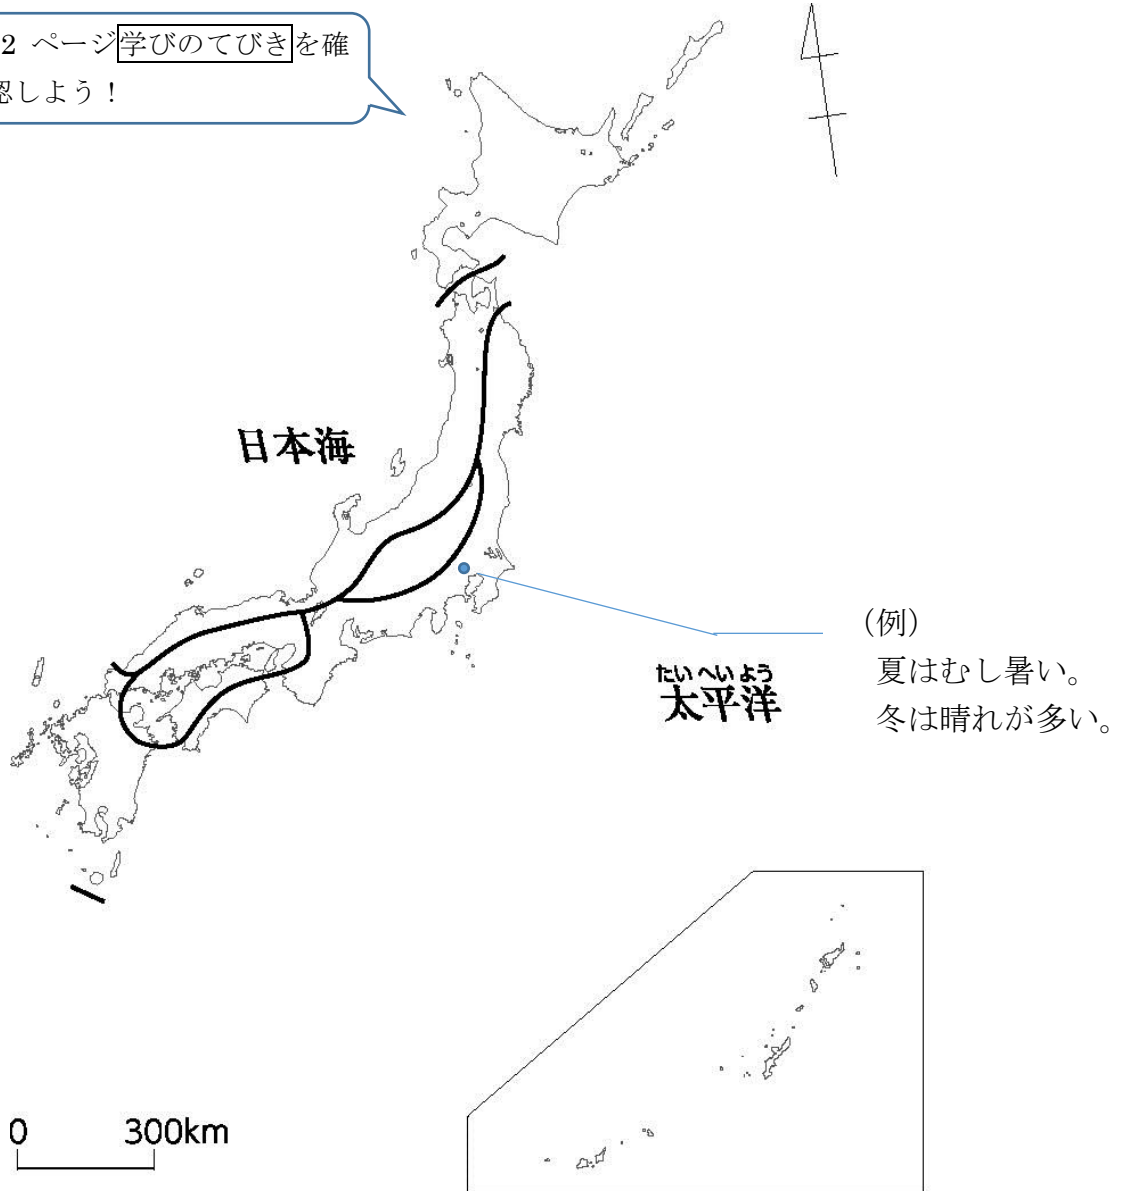 2 ページ学びのてびきを確
認しよう！
日本海
(例)
たいへいよう
太平洋
夏はむし暑い。
冬は晴れが多い。
0 300km